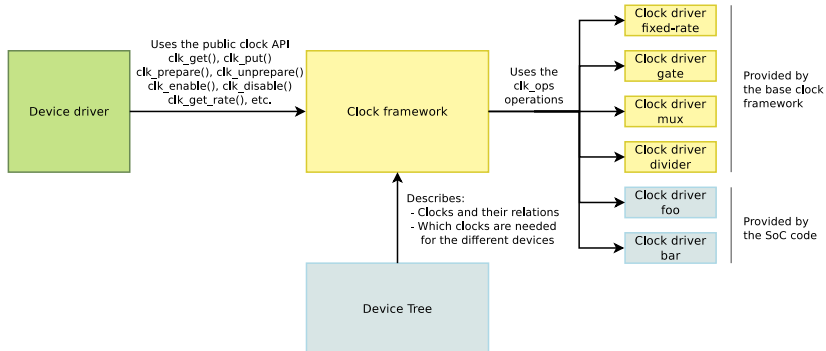 Device driver
Uses the public clock API
clk_get(), clk_put()
clk_prepare(), clk_unprepare()
clk_enable(), clk_disable()
clk_get_rate(), etc.
Clock framework
Uses the
clk_ops
operations
Clock driver
fixed-rate
Clock driver
gate
Clock driver
mux
Clock driver
divider
Clock driver
foo
Clock driver
bar
Provided by
the base clock
framework
Provided by
the SoC code
Describes:
- Clocks and their relations
- Which clocks are needed
for the different devices
Device Tree